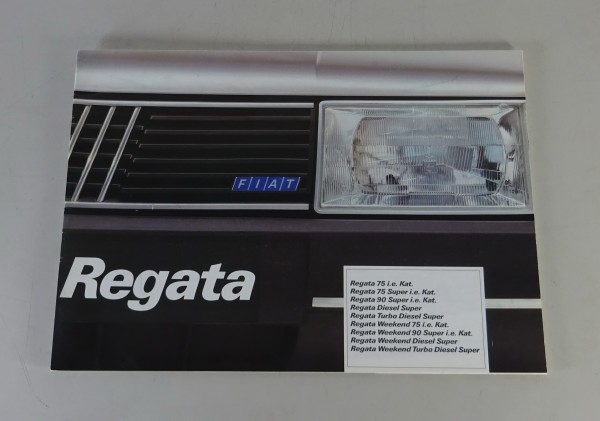 FIAT
Regata
Regata 75 i.e. Kat.
Regata 75 Super i.e. Kat.
Regata 90 Super i.e. Kat.
Regata Diesel Super
Regata Turbo Diesel Super
Regata Weekend 75 i.e. Kat.
Regata Weekend 90 Super i.e. Kat.
Regata Weekend Diesel Super
Regata Weekend Turbo Diesel Super